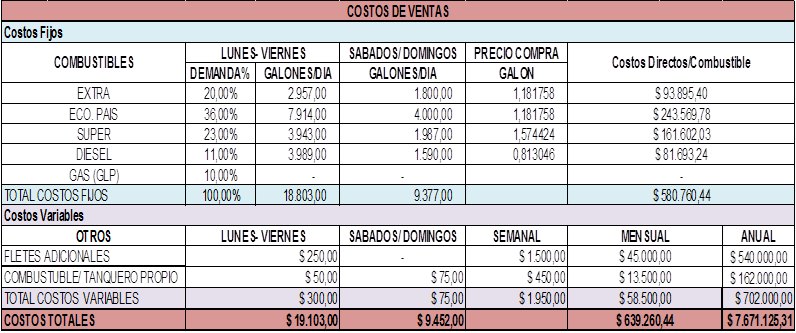 COSTOS DE VENTAS
Costos Fijos
COMBUSTIBLES LUNES- VIERNES SABADOS/ DOMINGOS PRECIO COMPRA Costos Directos/Combustible
DEMANDA% GALONES/DIA GALONES/DIA GALON
EXTRA 20,00% 2.957,00 1.800,00 1,181758 $ 93.895,40
ECO. PAIS 36,00% 7.914,00 4.000,00 1,181758 $ 243.569,78
SUPER 23,00% 3.943,00 1.987,00 1,574424 $ 161.602,03
DIESEL 11,00% 3.989,00 1.590,00 0,813046 $ 81.693,24
GAS (GLP) 10,00% - - -
TOTAL COSTOS FIJOS 100,00% 18.803,00 9.377,00 $ 580.760,44
Costos Variables
OTROS LUNES- VIERNES SABADOS/ DOMINGOS SEMANAL MENSUAL ANUAL
FLETES ADICIONALES $ 250,00 - $ 1.500,00 $ 45.000,00 $ 540.000,00
COMBUSTUBLE/ TANQUERO PROPIO $ 50,00 $ 75,00 $ 450,00 $ 13.500,00 $ 162.000,00
TOTAL COSTOS VARIABLES $ 300,00 $ 75,00 $ 1.950,00 $ 58.500,00 $ 702.000,00
COSTOS TOTALES $ 19.103,00 $ 9.452,00 $ 639.260,44 $ 7.671.125,31